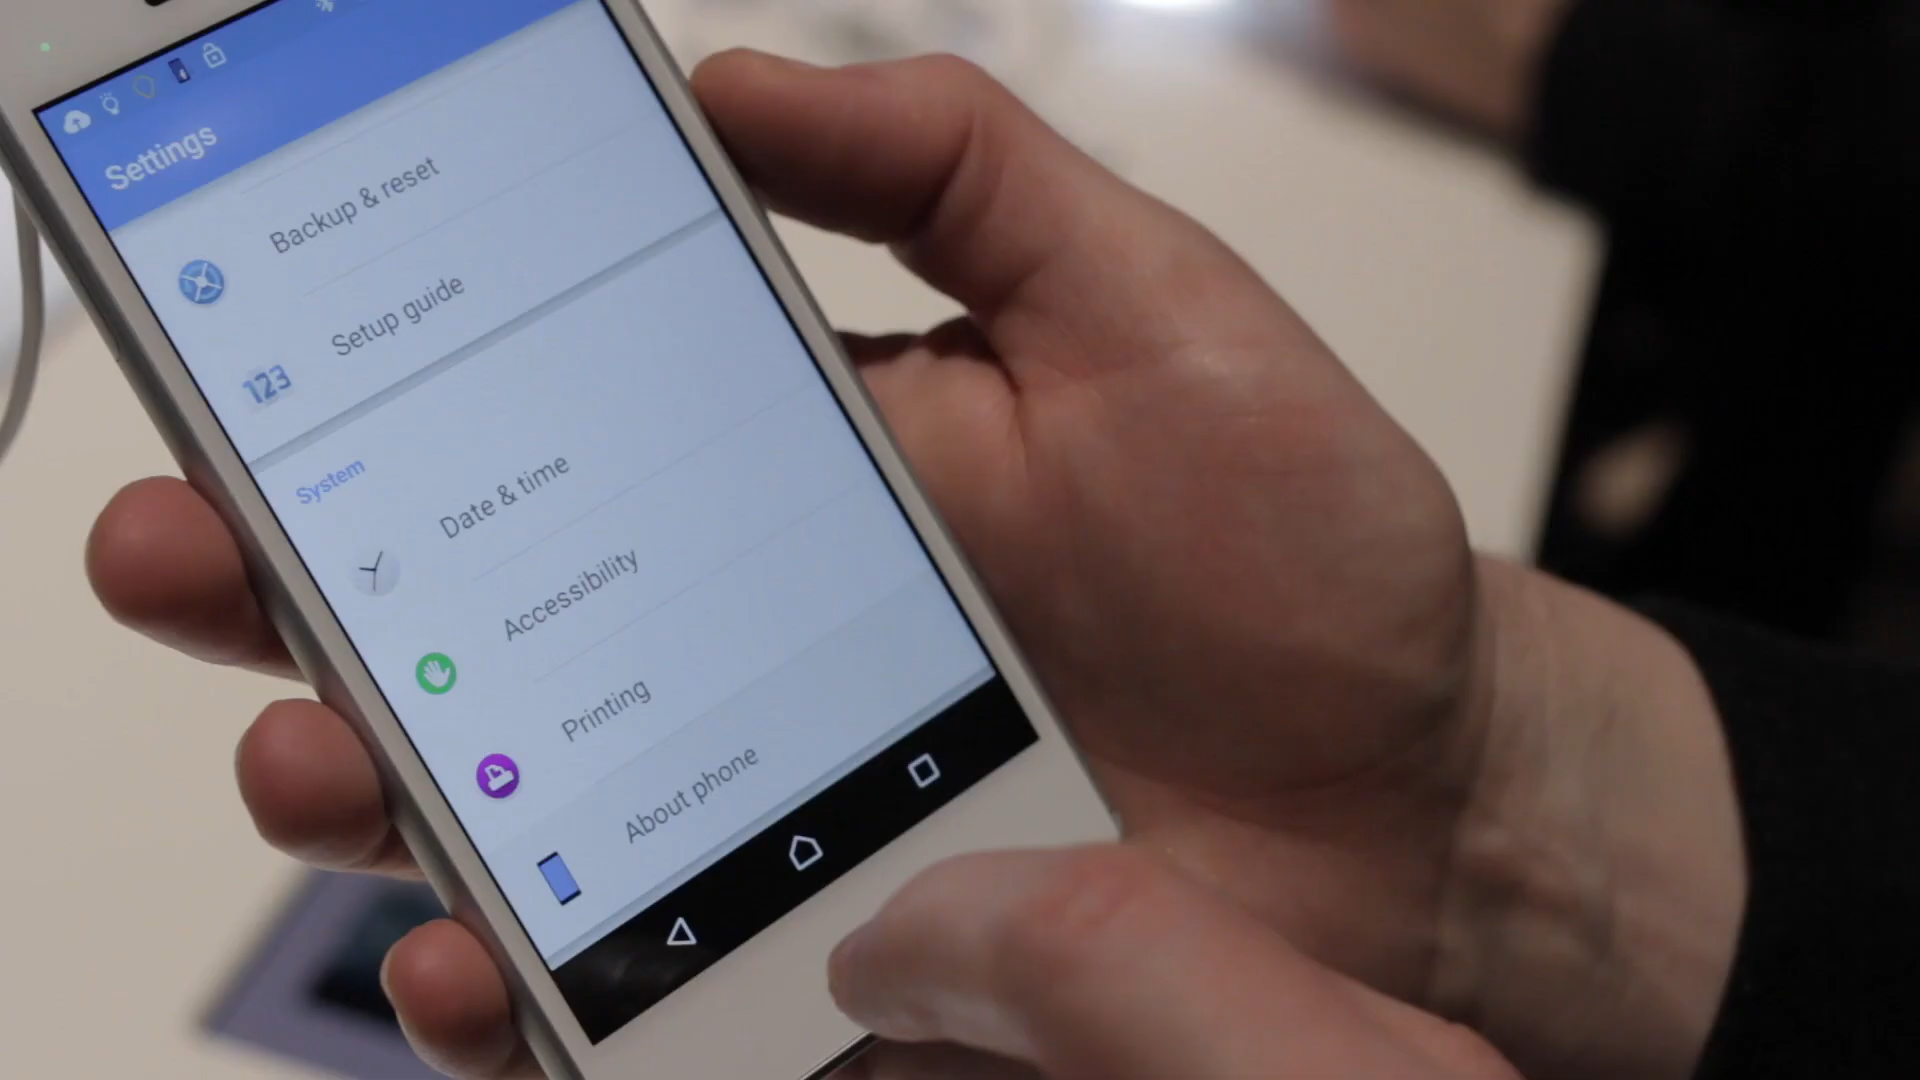 Settings
Backup & reset
123
Setup guide
System
Date & time
Accessibility
Printing
About phone